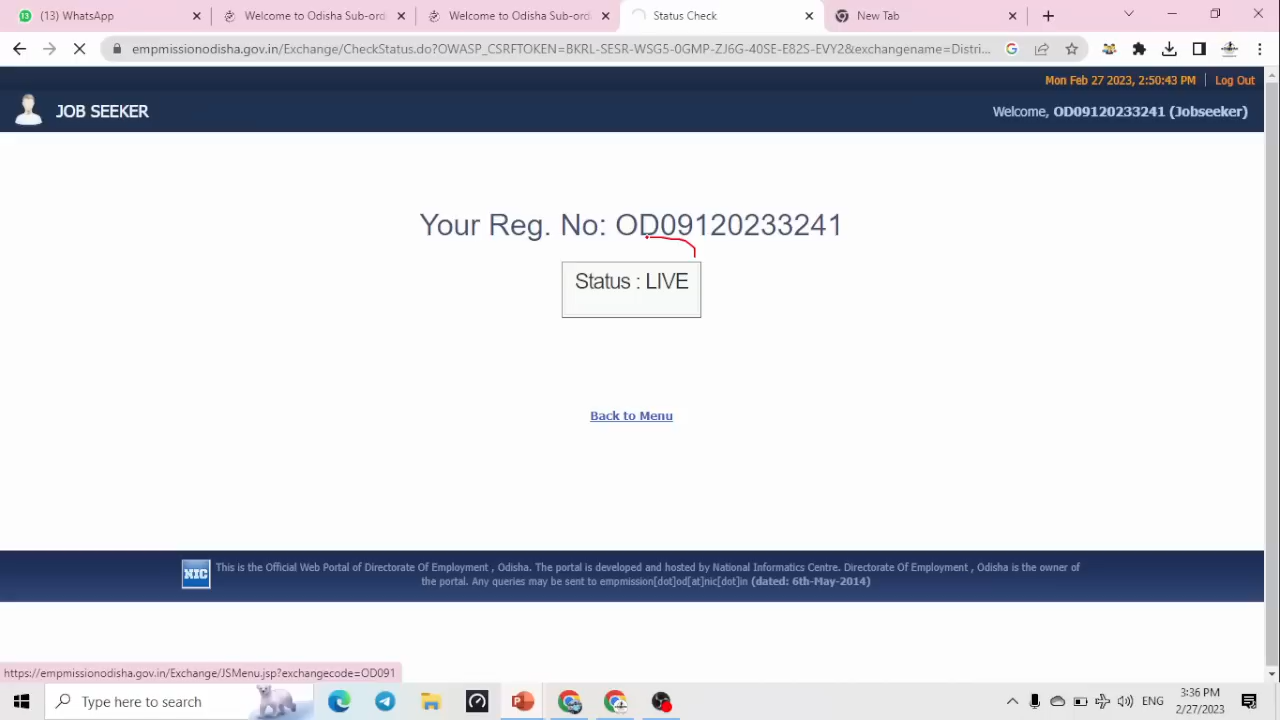 (13) WhatsApp
Welcome to Odisha Sub-ord
Welcome to Odisha Sub-ord
Status Check
New Tab
empmissionodisha.gov.in/Exchange/CheckStatus.do?OWASP_CSRFTOKEN=BKRL-SESR-WSG5-0GMP-ZJ6G-40SE-E82S-EVY2&exchangename=Distri...
Mon Feb 27 2023, 2:50:43 PM | Log Out
JOB SEEKER
Welcome, OD09120233241 (Jobseeker)
Your Reg. No: OD09120233241
Status : LIVE
Back to Menu
NIC
This is the Official Web Portal of Directorate Of Employment , Odisha. The portal is developed and hosted by National Informatics Centre. Directorate Of Employment , Odisha is the owner of
the portal. Any queries may be sent to empmission[dot]od[at]nic[dot]in (dated: 6th-May-2014)
https://empmissionodisha.gov.in/Exchange/JSMenu.jsp?exchangecode=OD091
Type here to search
ENG
3:36 PM
2/27/2023